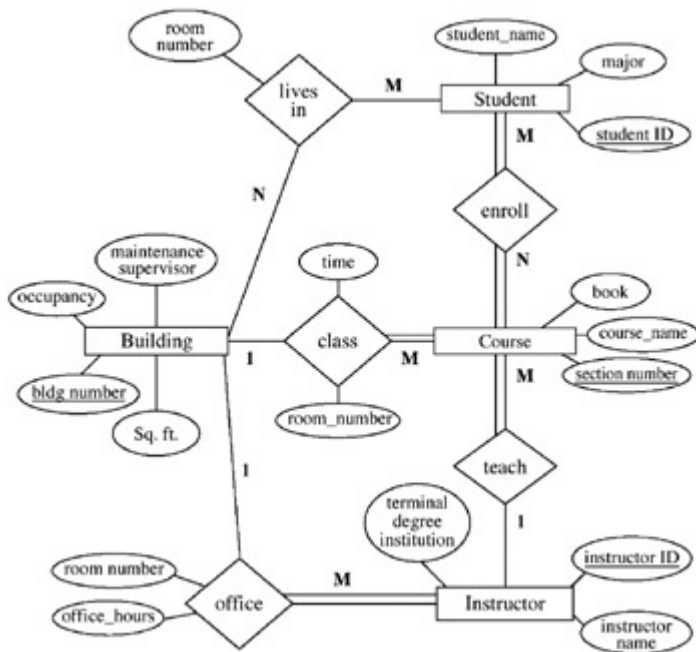 room
number
student_name
major
lives
in
M
Student
M
student ID
enroll
N
N
maintenance
supervisor
time
book
occupancy
course_name
Building
class
Course
1
M
M
section number
bldg number
room_number
Sq. ft.
1
teach
terminal
degree
institution
1
room number
M
instructor ID
office
Instructor
office_hours
instructor
name